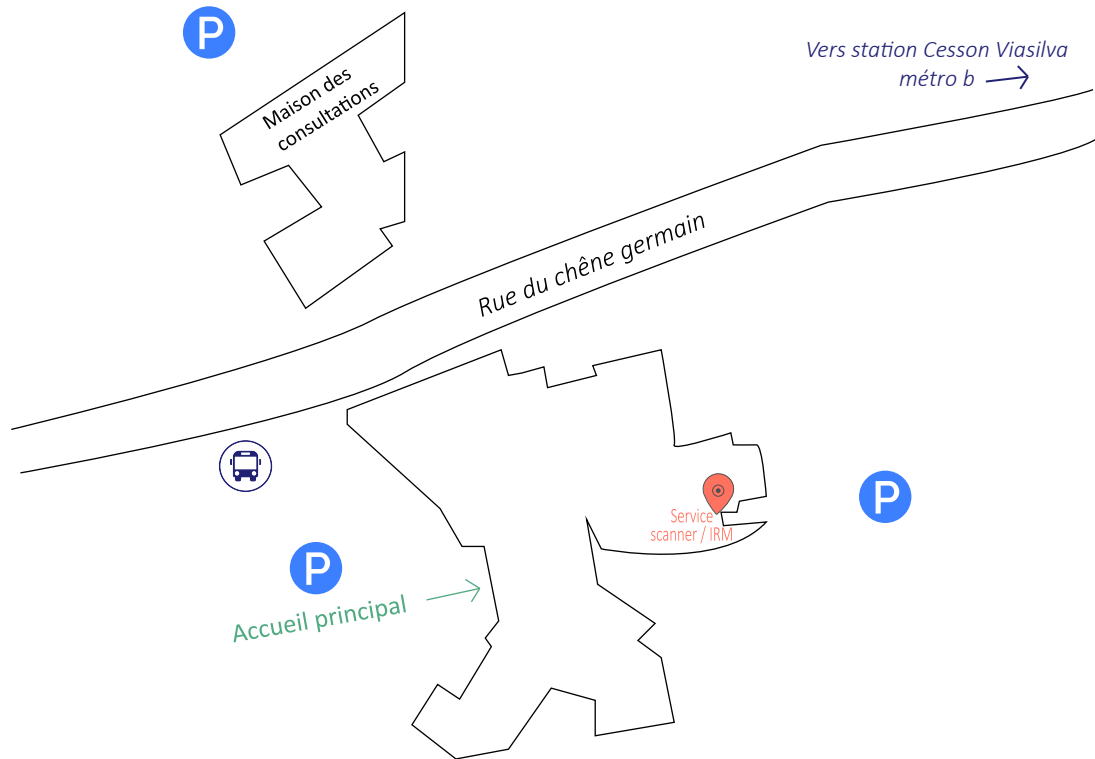 P
Vers station Cesson Viasilva
métro b
Maison des
consultations
Rue du chêne germain
Service
scanner / IRM
P
P
Accueil principal